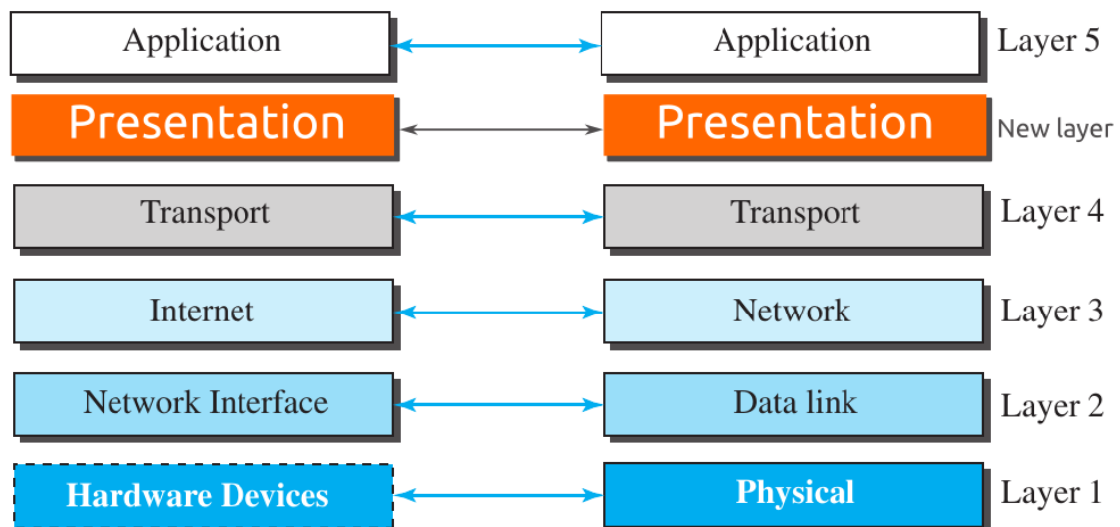 Application Application Layer 5
Presentation Presentation New layer
Transport Transport Layer 4
Internet Network Layer 3
Network Interface Data link Layer 2
Hardware Devices Physical Layer 1